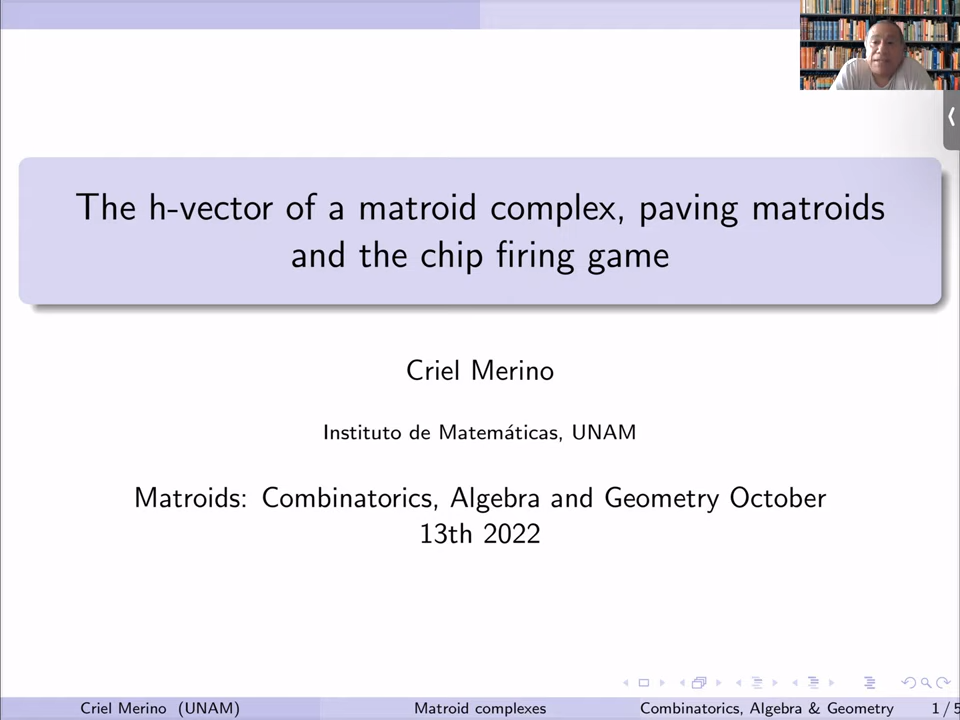 The h-vector of a matroid complex, paving matroids
and the chip firing game
Criel Merino
Instituto de Matemáticas, UNAM
Matroids: Combinatorics, Algebra and Geometry October
13th 2022
Criel Merino (UNAM) Matroid complexes Combinatorics, Algebra & Geometry 1 / 5